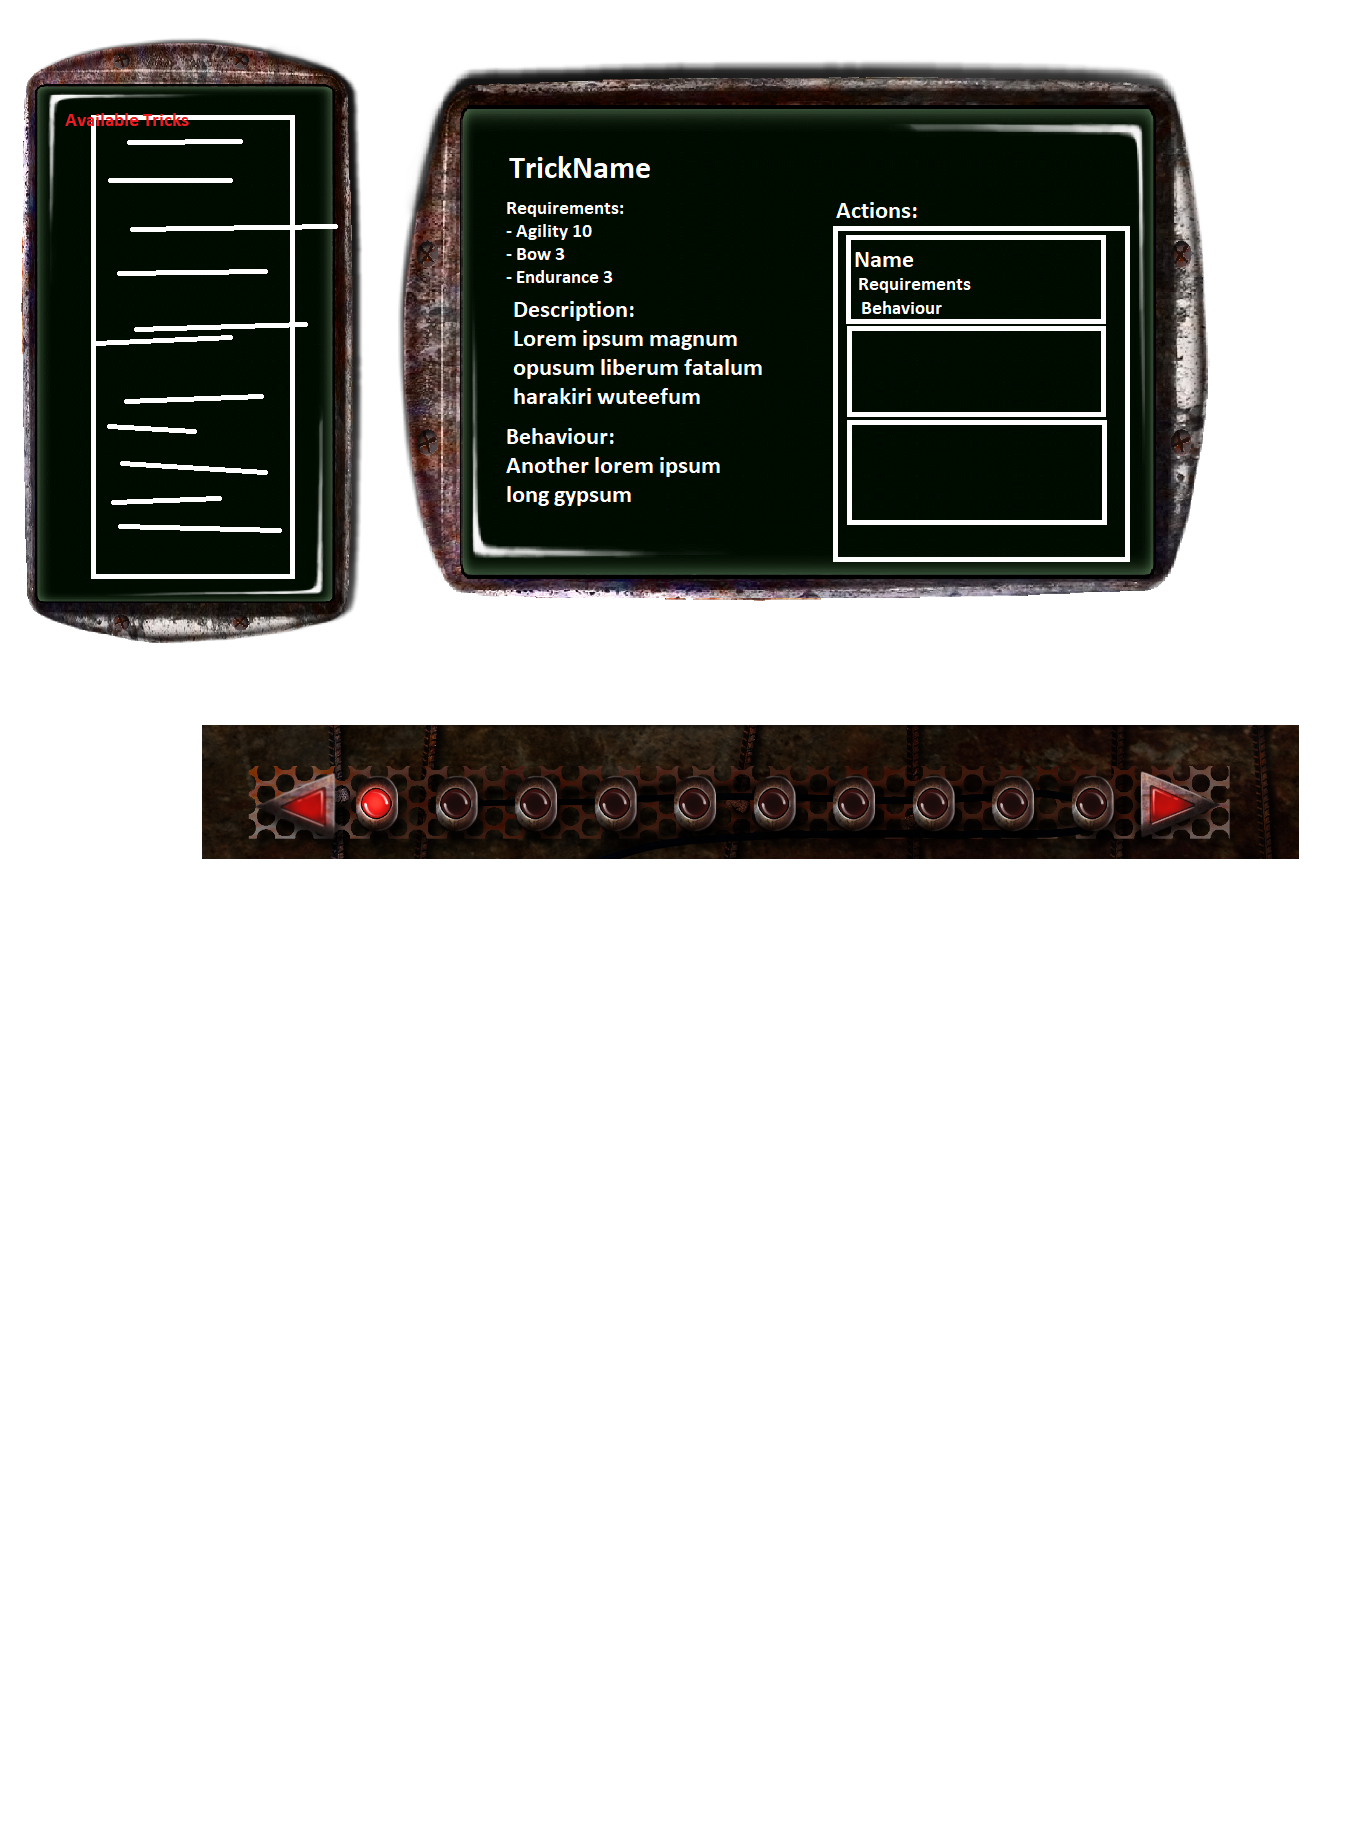 Available Tricks
TrickName
Requirements:
- Agility 10
- Bow 3
- Endurance 3
Description:
Lorem ipsum magnum
opusum liberum fatalum
harakiri wuteefum
Behaviour:
Another lorem ipsum
long gypsum
Actions:
Name
Requirements
Behaviour